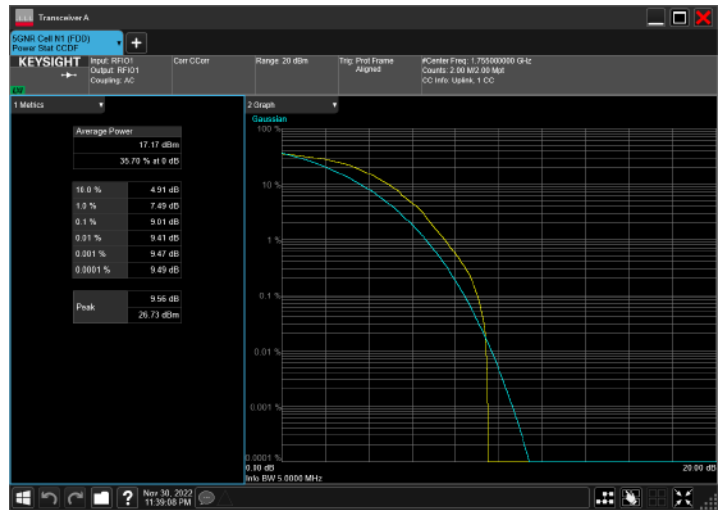 Transceiver A
5GNR Cell N1 (FDD)
Power Stat CCDF
KEYSIGHT
Input: RFIO1
Output: RFIO1
Coupling: AC
Corr CCorr
Range: 20 dBm
Trig: Prot Frame
Aligned
#Center Freq: 1.755000000 GHz
Counts: 2.00 M/2.00 Mpt
CC Info: Uplink, 1 CC
1 Metrics
Average Power
17.17 dBm
35.70 % at 0 dB
10.0 % 4.91 dB
1.0 % 7.49 dB
0.1 % 9.01 dB
0.01 % 9.41 dB
0.001 % 9.47 dB
0.0001 % 9.49 dB
Peak 9.56 dB
26.73 dBm
2 Graph
Gaussian
100 %
10 %
1 %
0.1 %
0.01 %
0.001 %
0.0001 %
0.00 dB
20.00 dB
Info BW 5.0000 MHz
?
Nov 30, 2022
11:39:08 PM